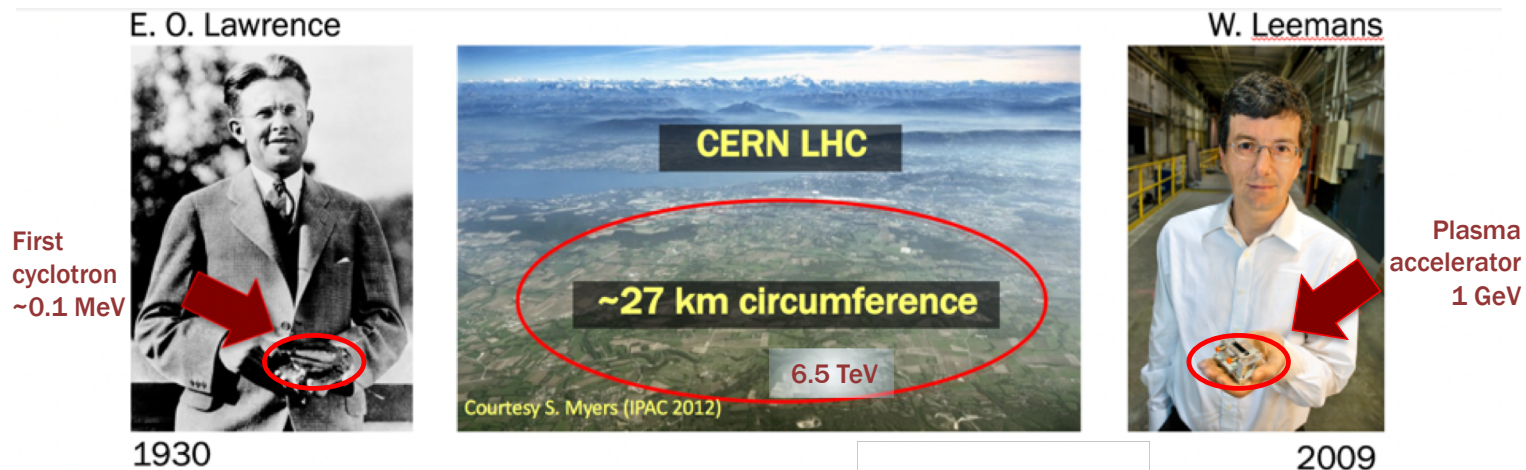 E. O. Lawrence
W. Leemans
CERN LHC
First
cyclotron
~0.1 MeV
~27 km circumference
Plasma
accelerator
1 GeV
6.5 TeV
Courtesy S. Myers (IPAC 2012)
1930
2009